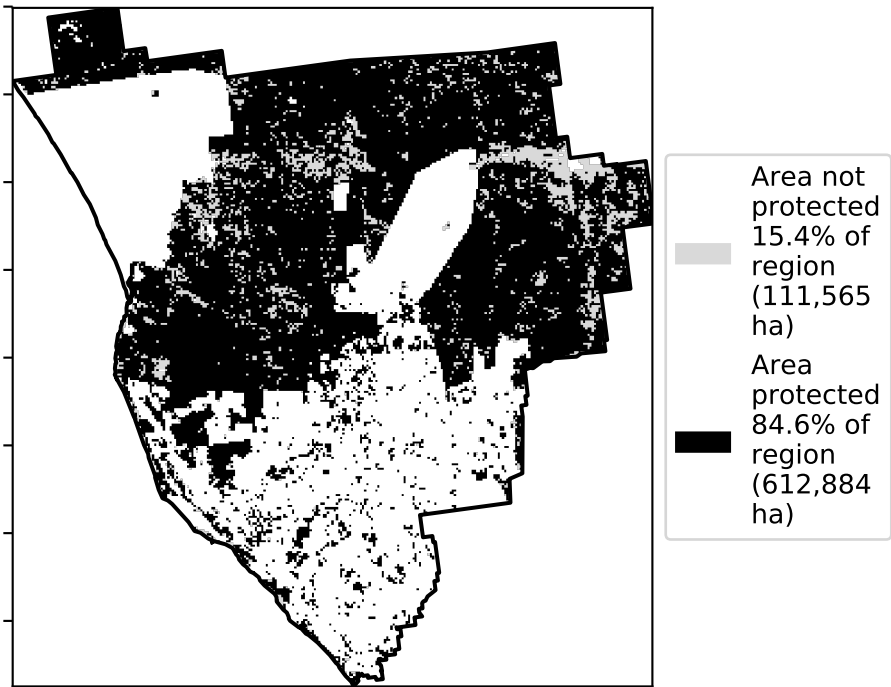 Area not
protected
15.4% of
region
(111,565
ha)
Area
protected
84.6% of
region
(612,884
ha)